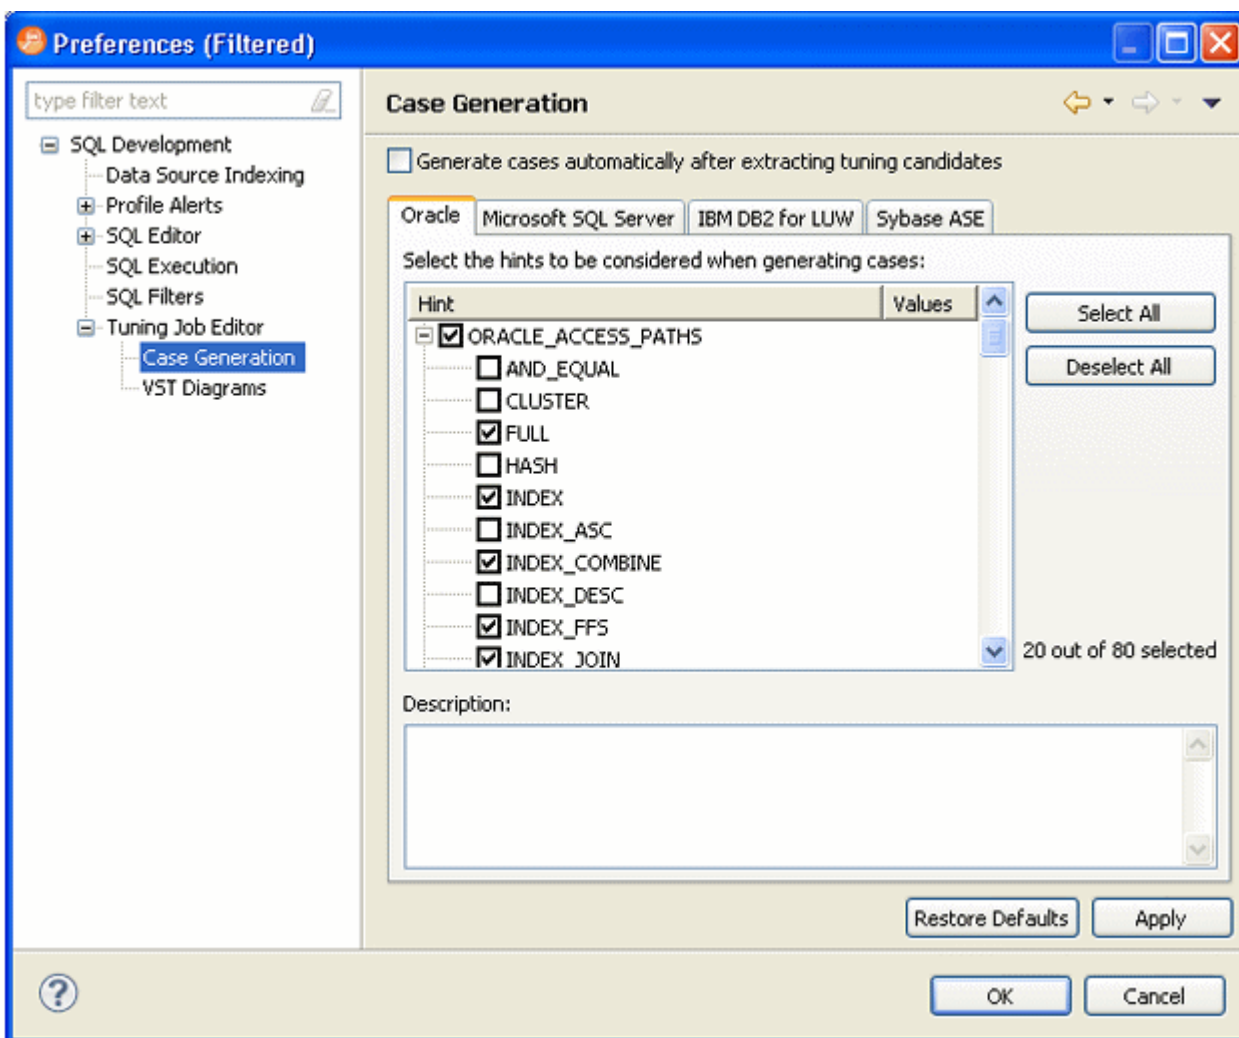 Preferences (Filtered)
type filter text
SQL Development
Data Source Indexing
Profile Alerts
SQL Editor
SQL Execution
SQL Filters
Tuning Job Editor
Case Generation
VST Diagrams
Case Generation
Generate cases automatically after extracting tuning candidates
Oracle Microsoft SQL Server IBM DB2 for LUW Sybase ASE
Select the hints to be considered when generating cases:
Hint Values
ORACLE_ACCESS_PATHS
AND_EQUAL
CLUSTER
FULL
HASH
INDEX
INDEX_ASC
INDEX_COMBINE
INDEX_DESC
INDEX_FFS
INDEX_JOIN
Select All
Deselect All
20 out of 80 selected
Description:
Restore Defaults Apply
? OK Cancel